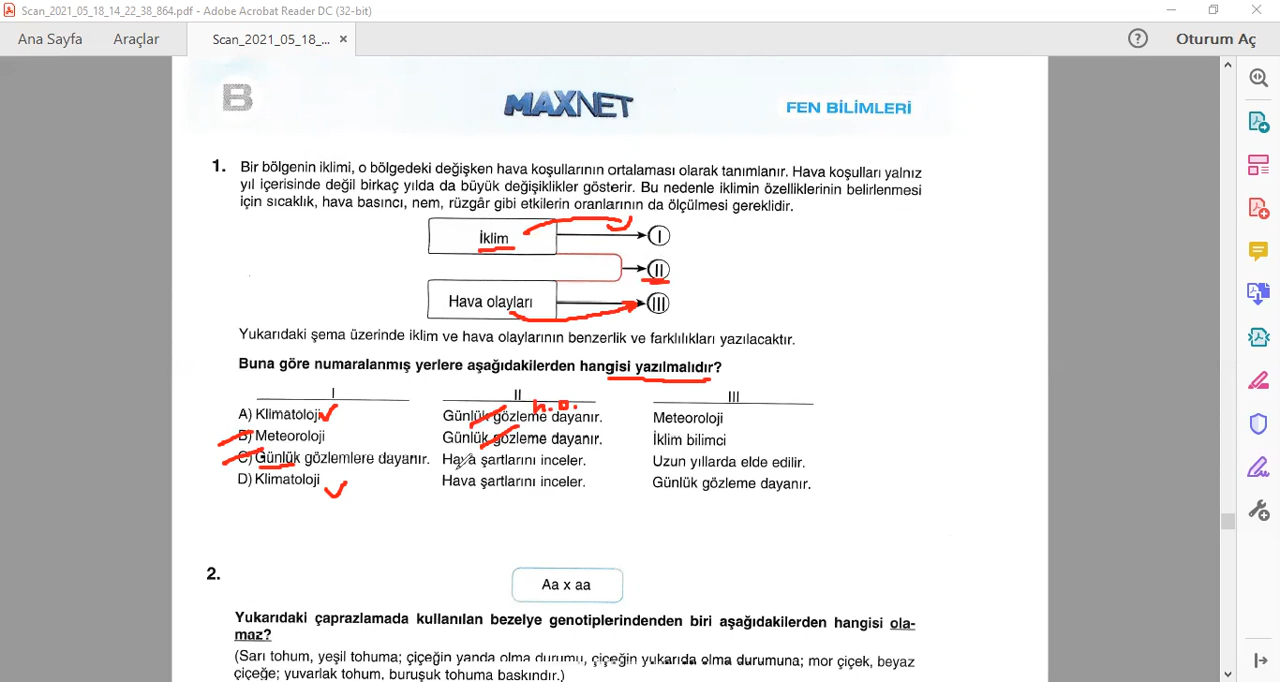 Scan_2021_05_18_14_22_38_864.pdf - Adobe Acrobat Reader DC (32-bit)
Ana Sayfa Araçlar Scan_2021_05_18_... × ? Oturum Aç
B MAXNET FEN BİLİMLERİ
1. Bir bölgenin iklimi, o bölgedeki değişken hava koşullarının ortalaması olarak tanımlanır. Hava koşulları yalnız
yıl içerisinde değil birkaç yılda da büyük değişiklikler gösterir. Bu nedenle iklimin özelliklerinin belirlenmesi
için sıcaklık, hava basıncı, nem, rüzgâr gibi etkilerin oranlarının da ölçülmesi gereklidir.
İklim I
II
Hava olayları III
Yukarıdaki şema üzerinde iklim ve hava olaylarının benzerlik ve farklılıkları yazılacaktır.
Buna göre numaralanmış yerlere aşağıdakilerden hangisi yazılmalıdır?
I II III
h.o.
A) Klimatoloji Günlük gözleme dayanır. Meteoroloji
B) Meteoroloji Günlük gözleme dayanır. İklim bilimci
C) Günlük gözlemlere dayanır. Hava şartlarını inceler. Uzun yıllarda elde edilir.
D) Klimatoloji Hava şartlarını inceler. Günlük gözleme dayanır.
2.
Aa x aa
Yukarıdaki çaprazlamada kullanılan bezelye genotiplerindenden biri aşağıdakilerden hangisi ola-
maz?
(Sarı tohum, yeşil tohuma; çiçeğin yanda olma durumu, çiçeğin yukarıda olma durumuna; mor çiçek, beyaz
çiçeğe; yuvarlak tohum, buruşuk tohuma baskındır.)